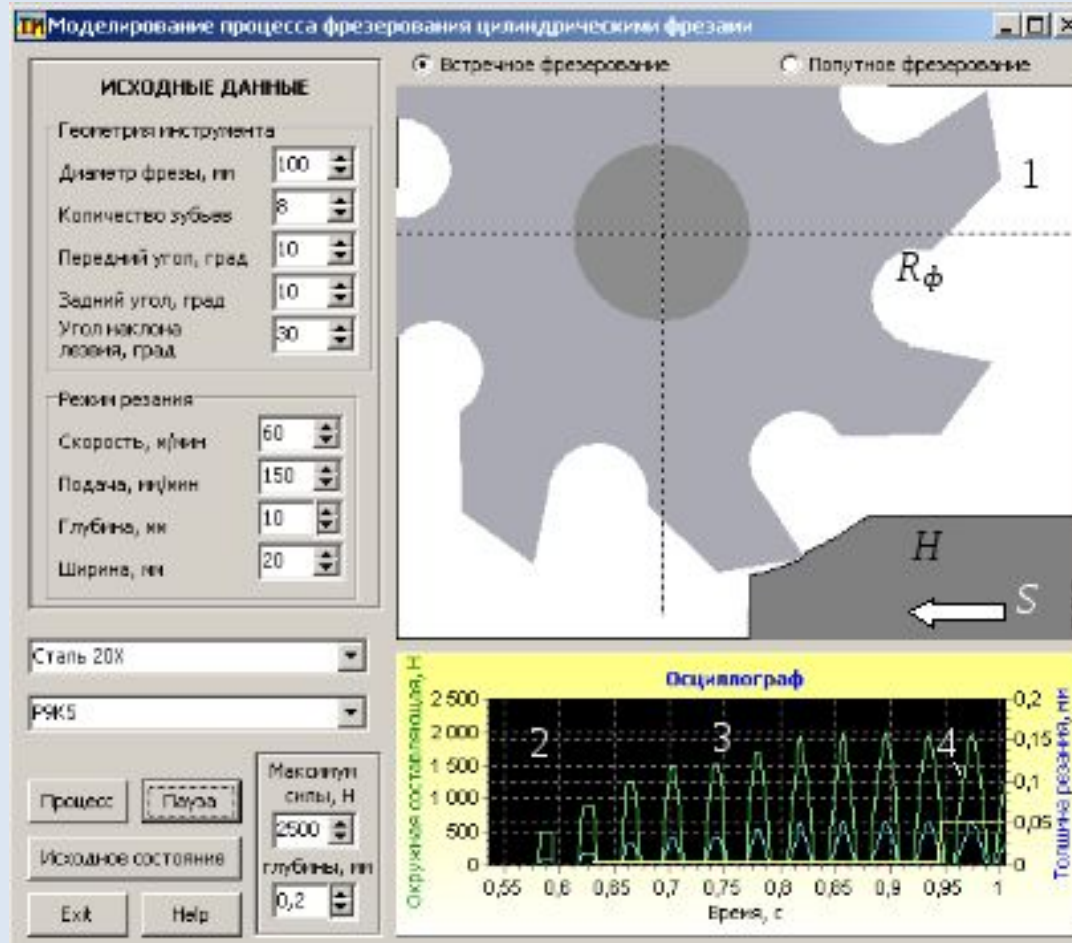 ТИ Моделирование процесса фрезерования цилиндрическими фрезами
Встречное фрезерование Попутное фрезерование
ИСХОДНЫЕ ДАННЫЕ
Геометрия инструмента
Диаметр фрезы, мм 100
Количество зубьев 8
Передний угол, град 10
Задний угол, град 10
Угол наклона
лезвия, град 30
Режим резания
Скорость, м/мин 60
Подача, мм/мин 150
Глубина, мм 10
Ширина, мм 20
Сталь 20Х
Р9К5
Процесс Пауза
Исходное состояние
Exit Help
Максимум
силы, Н
2500
глубины, мм
0,2
1
Rф
H
S
Осциллограф
Окружная составляющая, Н
2 500
2 000
1 500
1 000
500
0
2 3 4
0,2
0,15
0,1
0,05
0
Толщина резания, мм
0,55 0,6 0,65 0,7 0,75 0,8 0,85 0,9 0,95 1
Время, с